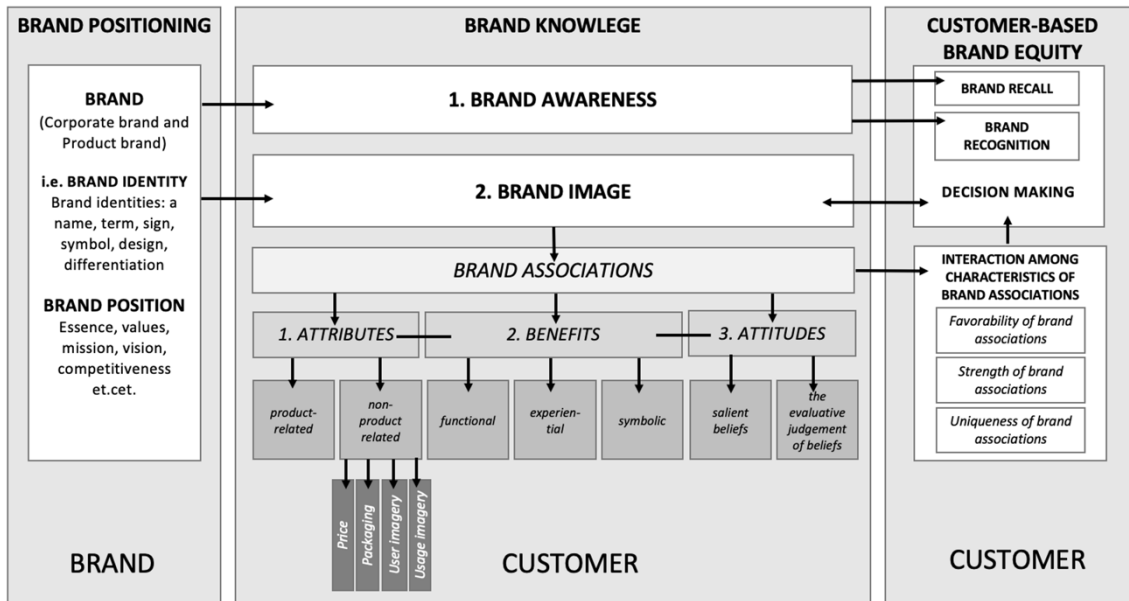 BRAND POSITIONING
BRAND
(Corporate brand and
Product brand)
i.e. BRAND IDENTITY
Brand identities: a
name, term, sign,
symbol, design,
differentiation
BRAND POSITION
Essence, values,
mission, vision,
competitiveness
et.cet.
BRAND
BRAND KNOWLEGE
1. BRAND AWARENESS
2. BRAND IMAGE
BRAND ASSOCIATIONS
1. ATTRIBUTES
2. BENEFITS
3. ATTITUDES
product-
related
non-
product
related
functional
experien-
tial
symbolic
salient
beliefs
the
evaluative
judgement
of beliefs
Price
Packaging
User imagery
Usage imagery
CUSTOMER
CUSTOMER-BASED
BRAND EQUITY
BRAND RECALL
BRAND
RECOGNITION
DECISION MAKING
INTERACTION AMONG
CHARACTERISTICS OF
BRAND ASSOCIATIONS
Favorability of brand
associations
Strength of brand
associations
Uniqueness of brand
associations
CUSTOMER